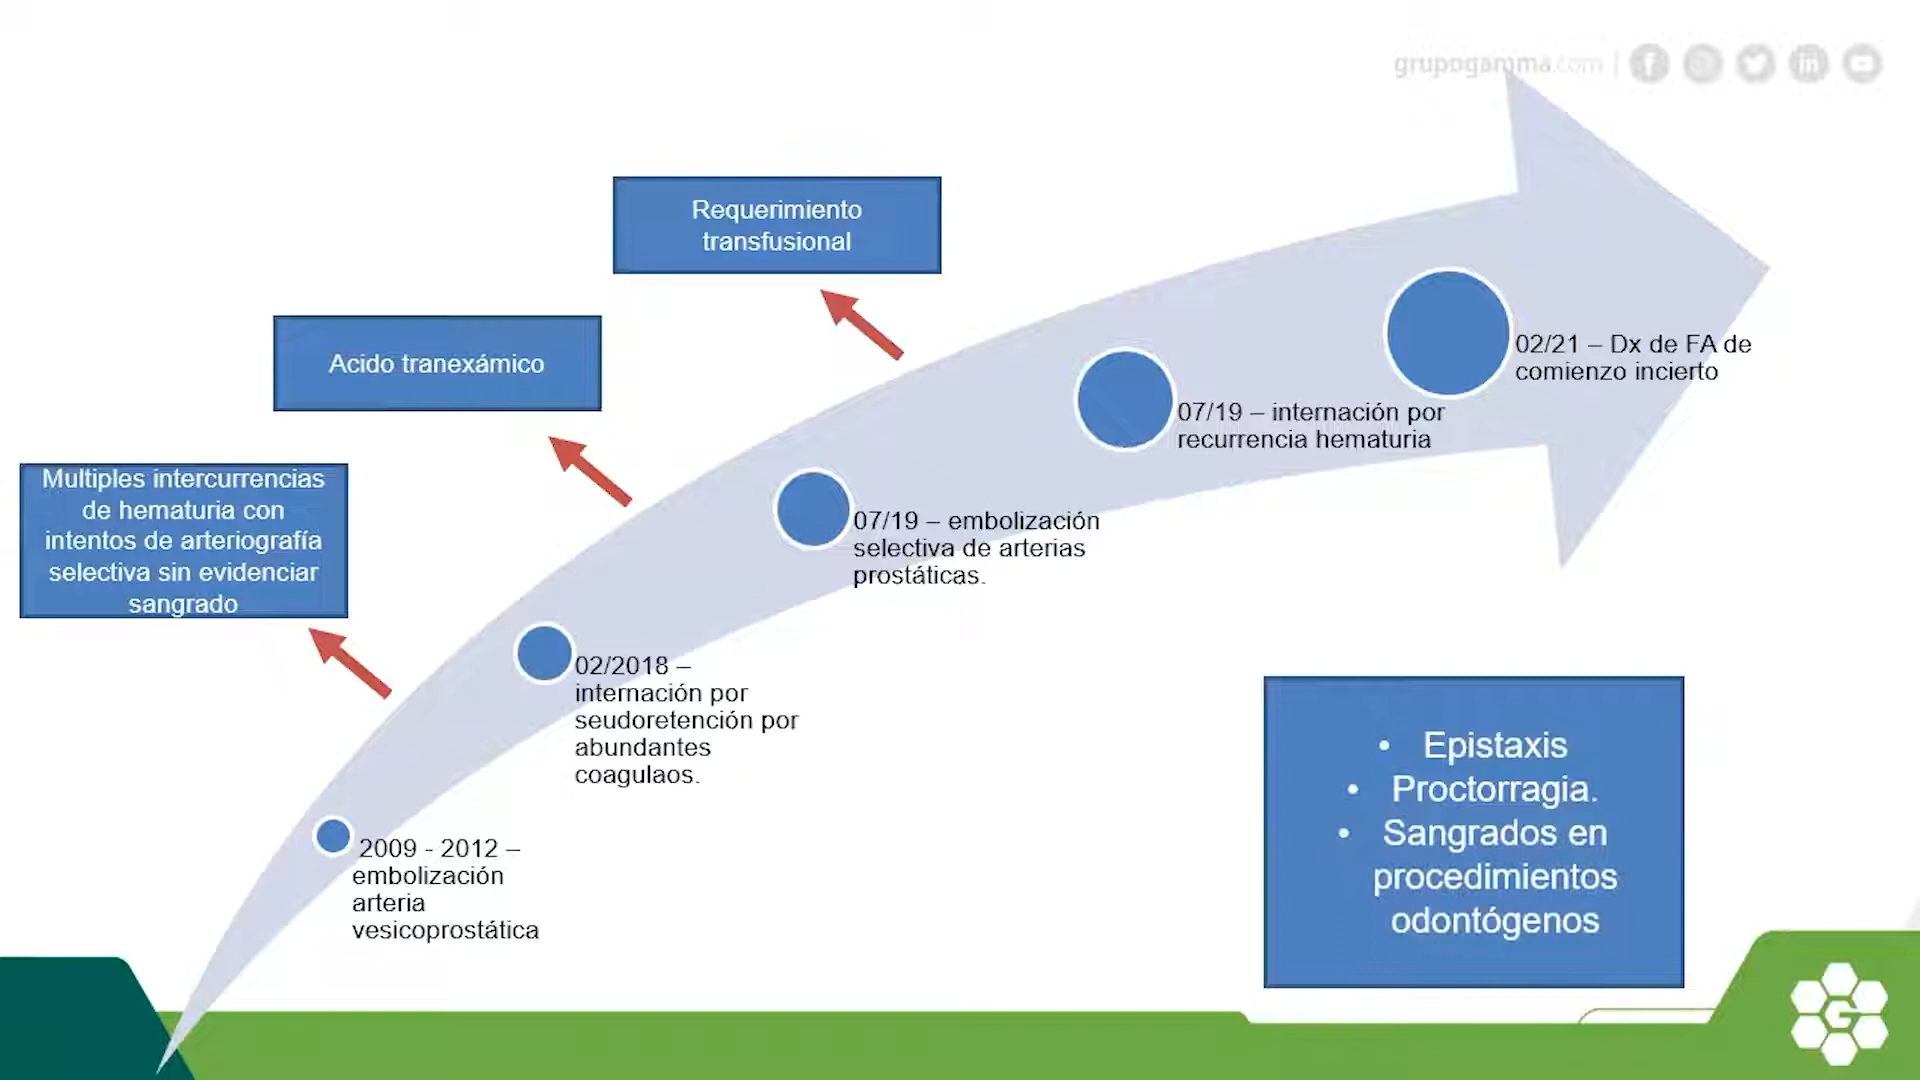 grupogamma.com
Requerimiento
transfusional
Acido tranexámico
Multiples intercurrencias
de hematuria con
intentos de arteriografía
selectiva sin evidenciar
sangrado
2009 - 2012 –
embolización
arteria
vesicoprostática
02/2018 –
internación por
seudoretención por
abundantes
coagulaos.
07/19 – embolización
selectiva de arterias
prostáticas.
07/19 – internación por
recurrencia hematuria
02/21 – Dx de FA de
comienzo incierto
• Epistaxis
• Proctorragia.
• Sangrados en
procedimientos
odontógenos